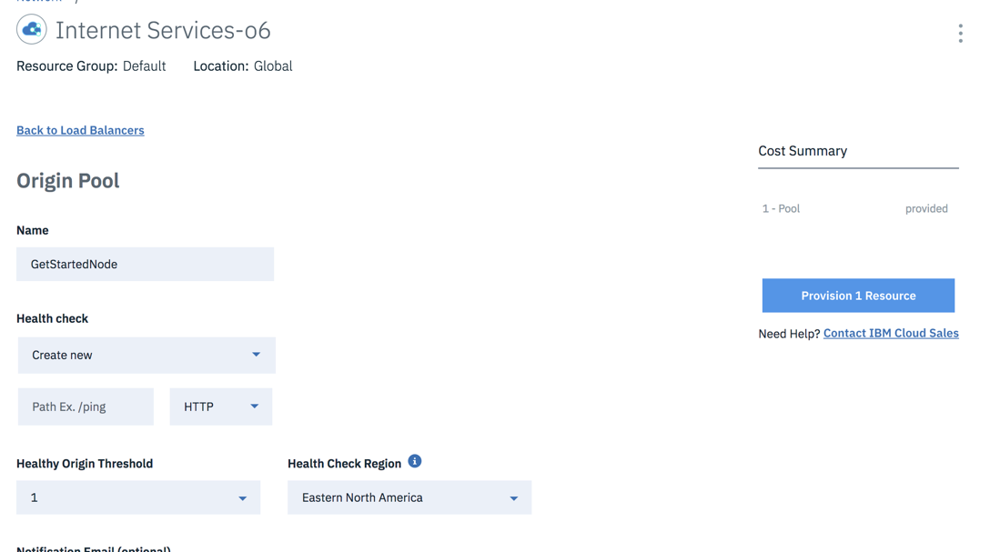 Internet Services-o6
Resource Group: Default Location: Global
Back to Load Balancers
Cost Summary
Origin Pool
1 - Pool provided
Name
GetStartedNode
Provision 1 Resource
Health check
Need Help? Contact IBM Cloud Sales
Create new
Path Ex. /ping HTTP
Healthy Origin Threshold Health Check Region
1 Eastern North America
Notification Email (optional)